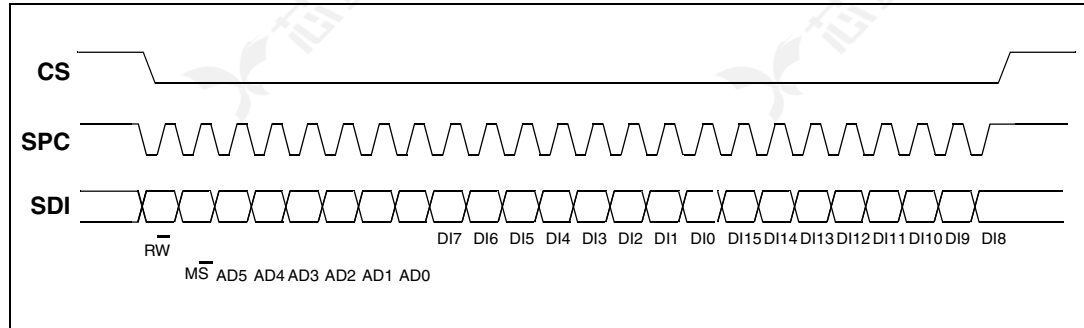 CS
SPC
SDI
DI7 DI6 DI5 DI4 DI3 DI2 DI1 DI0 DI15 DI14 DI13 DI12 DI11 DI10 DI9 DI8
RW̅
MS̅ AD5 AD4 AD3 AD2 AD1 AD0